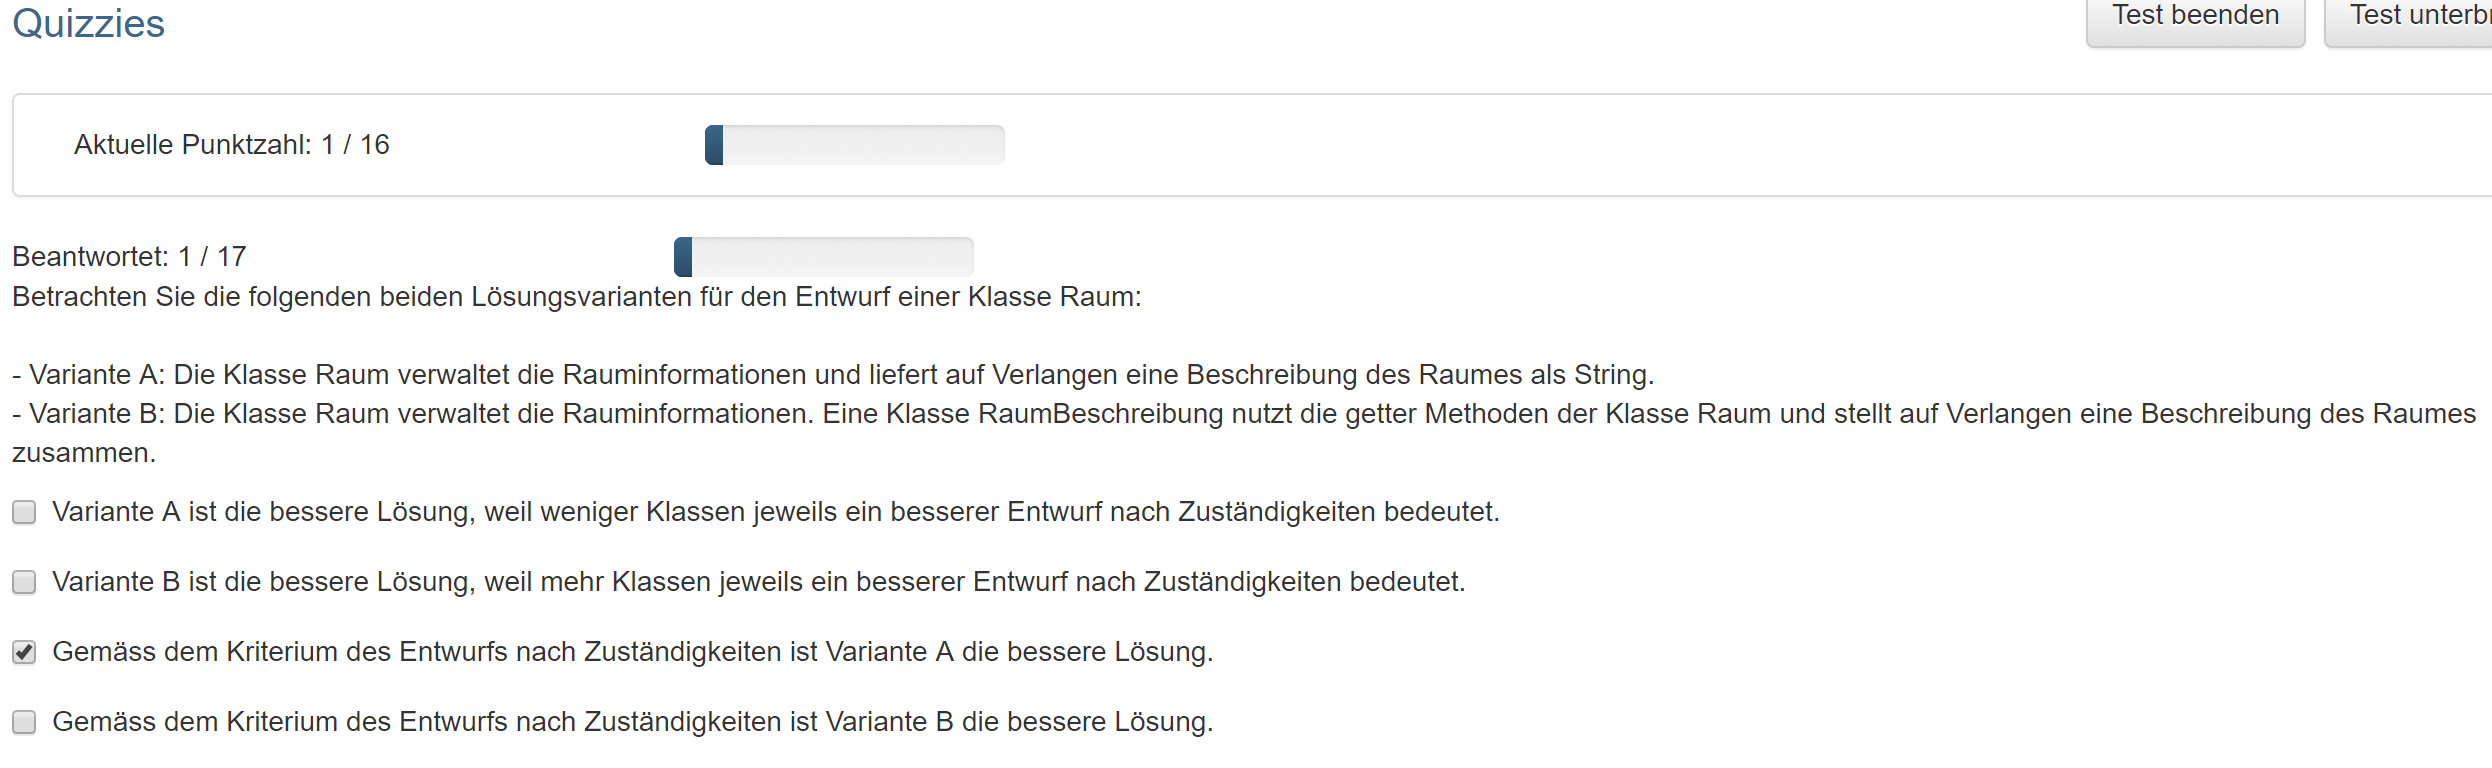 Quizzies
Test beenden
Test unterb
Aktuelle Punktzahl: 1 / 16
Beantwortet: 1 / 17
Betrachten Sie die folgenden beiden Lösungsvarianten für den Entwurf einer Klasse Raum:
- Variante A: Die Klasse Raum verwaltet die Rauminformationen und liefert auf Verlangen eine Beschreibung des Raumes als String.
- Variante B: Die Klasse Raum verwaltet die Rauminformationen. Eine Klasse RaumBeschreibung nutzt die getter Methoden der Klasse Raum und stellt auf Verlangen eine Beschreibung des Raumes
zusammen.
Variante A ist die bessere Lösung, weil weniger Klassen jeweils ein besserer Entwurf nach Zuständigkeiten bedeutet.
Variante B ist die bessere Lösung, weil mehr Klassen jeweils ein besserer Entwurf nach Zuständigkeiten bedeutet.
Gemäss dem Kriterium des Entwurfs nach Zuständigkeiten ist Variante A die bessere Lösung.
Gemäss dem Kriterium des Entwurfs nach Zuständigkeiten ist Variante B die bessere Lösung.